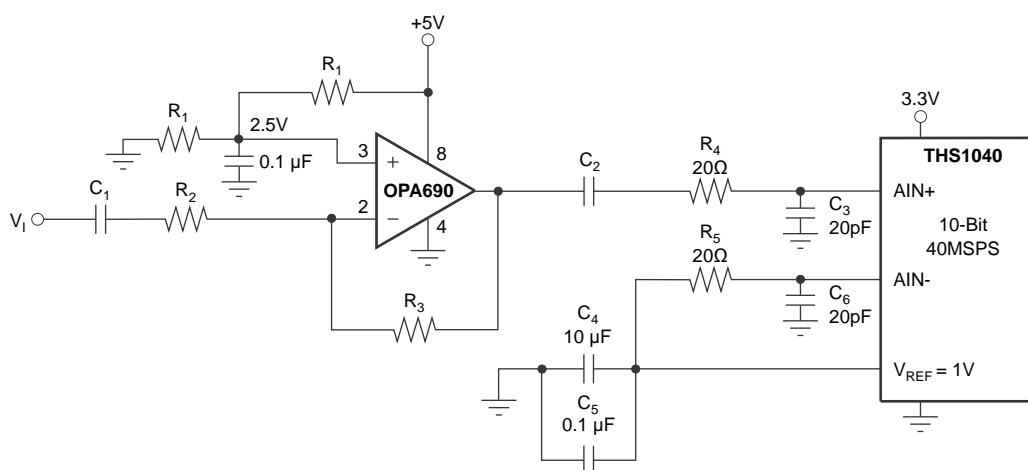 +5V
R1
R1
2.5V
0.1 µF
3
+
8
OPA690
2
−
4
C1
R2
VI
R3
C2
R4
20Ω
C3
20pF
R5
20Ω
C6
20pF
C4
10 µF
C5
0.1 µF
3.3V
THS1040
AIN+
10-Bit
40MSPS
AIN-
VREF = 1V